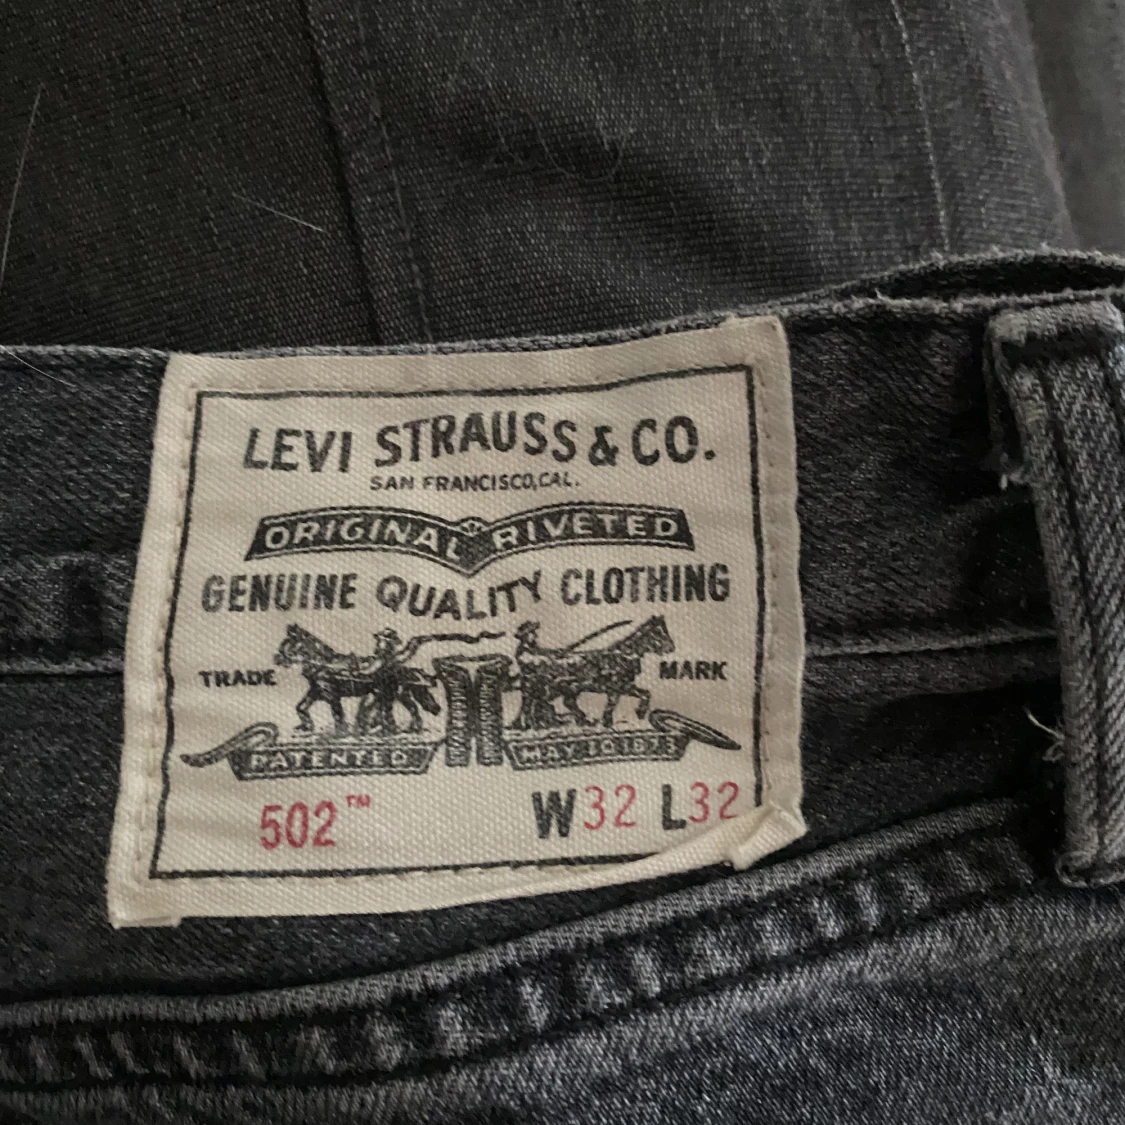 LEVI STRAUSS & CO.
SAN FRANCISCO, CAL.
ORIGINAL RIVETED
GENUINE QUALITY CLOTHING
TRADE MARK
PATENTED MAY 20 1873
502™ W32 L32